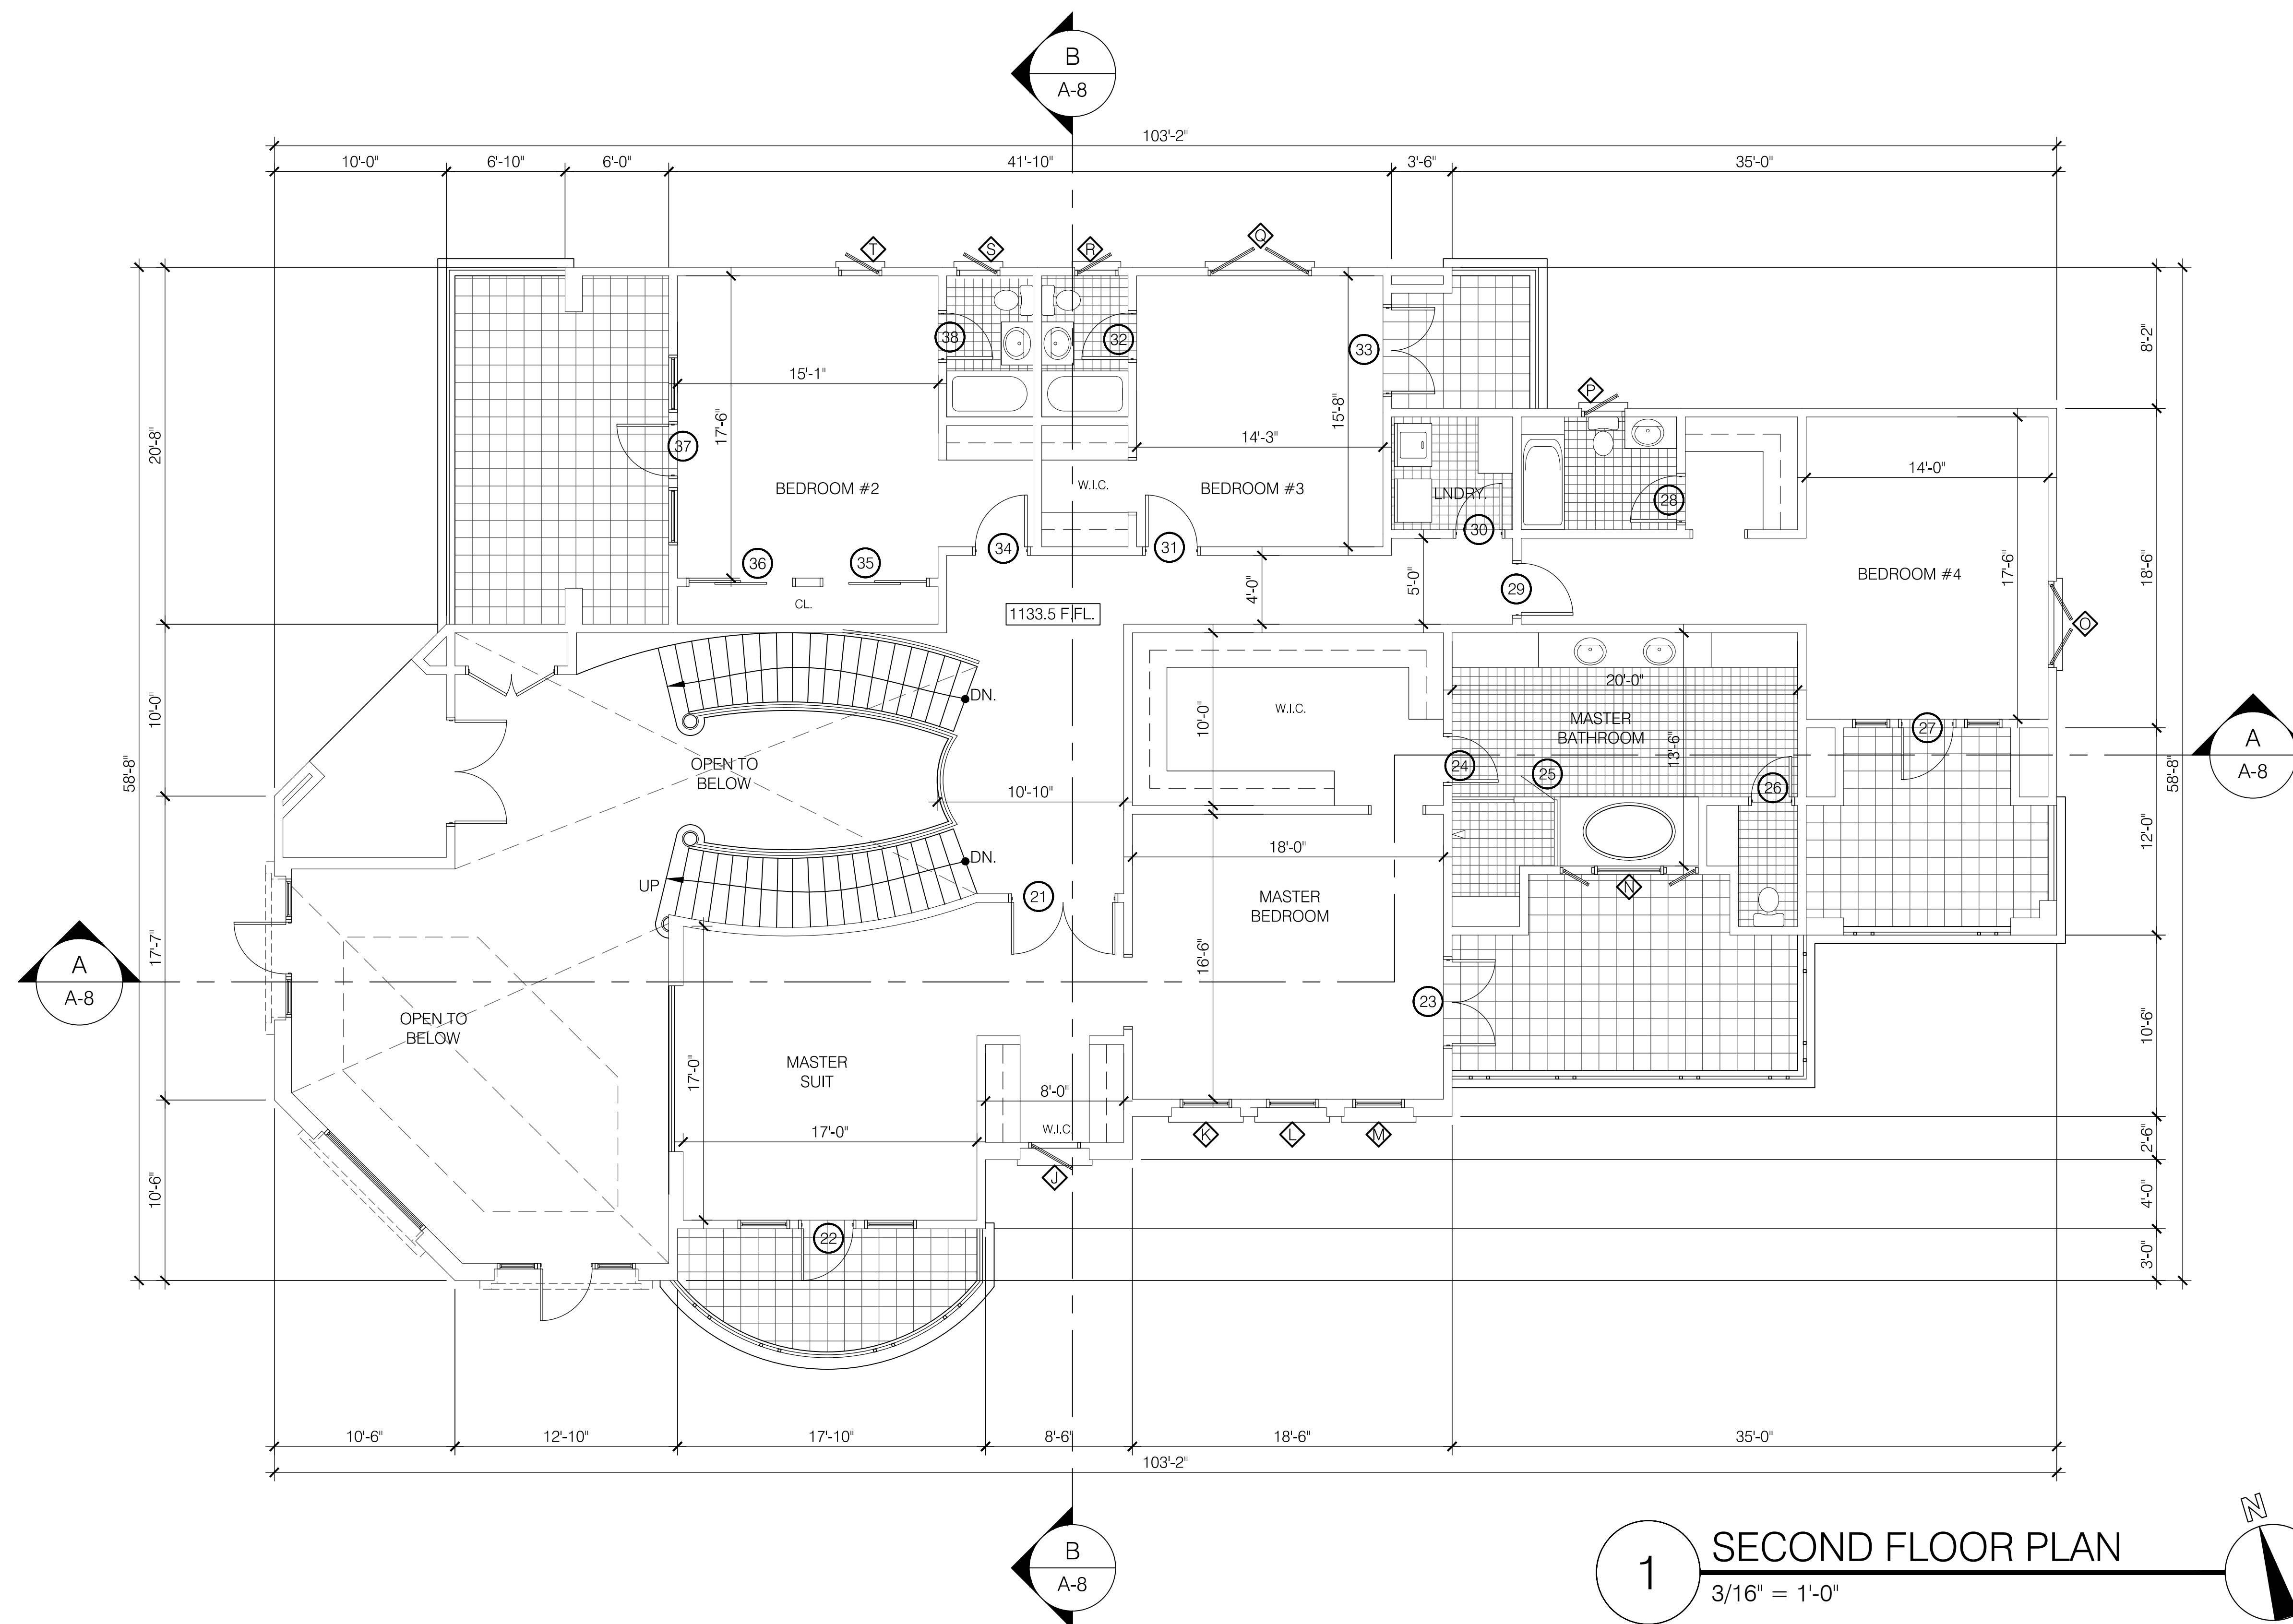 B
A-8
103'-2"
10'-0" 6'-10" 6'-0" 41'-10" 3'-6" 35'-0"
T S R Q
8'-2"
38 32 33
15'-1"
17'-6"
15'-8"
P
20'-8"
37
14'-3"
14'-0"
BEDROOM #2
W.I.C.
BEDROOM #3
LNDRY.
28
30
36 35 34 31
CL.
4'-0"
5'-0"
29
BEDROOM #4
17'-6"
18'-6"
1133.5 F.FL.
O
DN.
10'-0"
10'-0"
W.I.C.
20'-0"
MASTER
BATHROOM
13'-6"
27
A
A-8
58'-8"
58'-8"
OPEN TO
BELOW
10'-10"
24 25 26
12'-0"
18'-0"
DN.
UP
21
MASTER
BEDROOM
N
17'-7"
A
A-8
16'-6"
23
OPEN TO
BELOW
10'-6"
MASTER
SUIT
17'-0"
8'-0"
17'-0"
W.I.C.
K L M
J
2'-6"
10'-6"
4'-0"
22
3'-0"
10'-6" 12'-10" 17'-10" 8'-6" 18'-6" 35'-0"
103'-2"
B
A-8
N
1
SECOND FLOOR PLAN
3/16" = 1'-0"